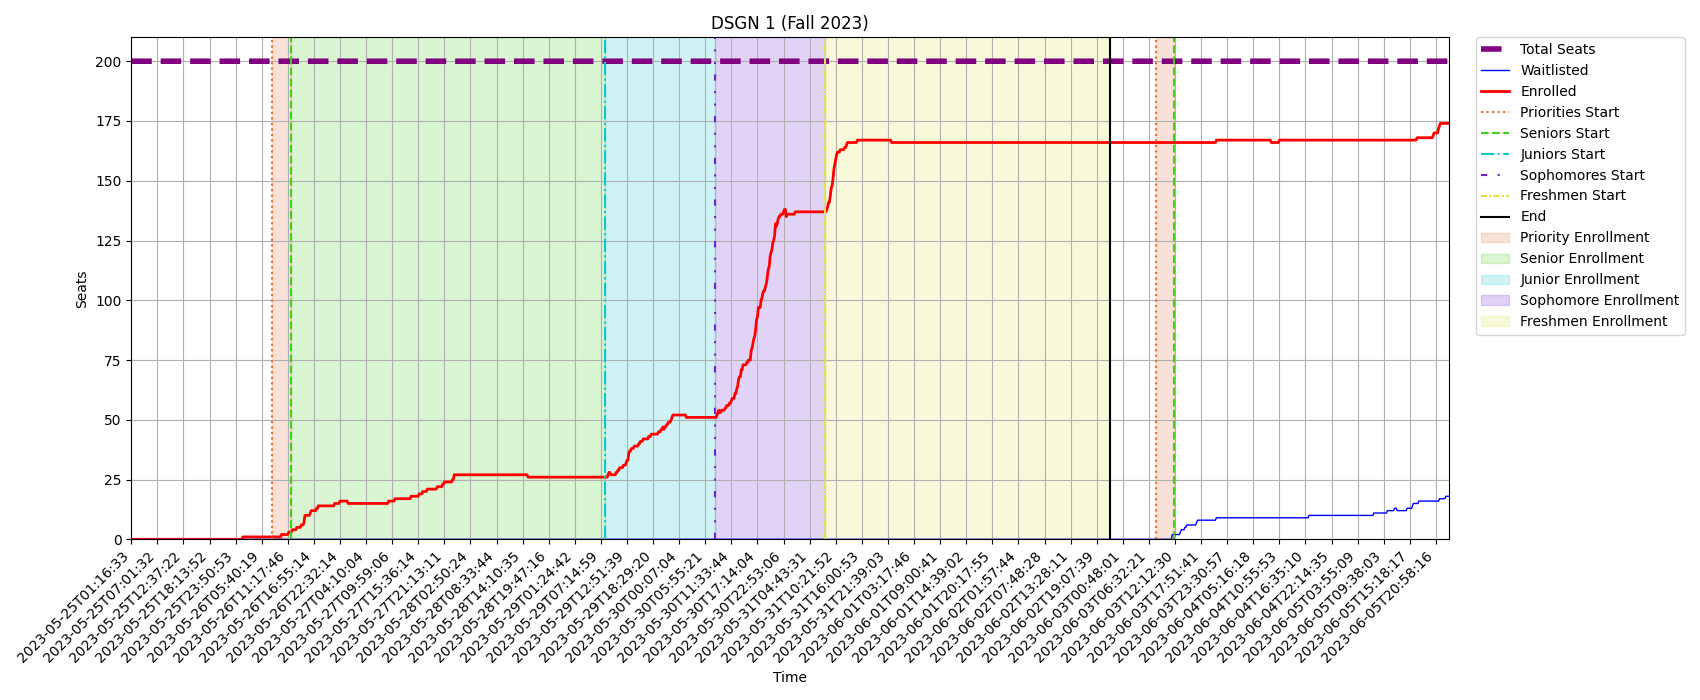 DSGN 1 (Fall 2023)
Seats
200
175
150
125
100
75
50
25
0
2023-05-25T01:16:33
2023-05-25T07:01:32
2023-05-25T12:37:22
2023-05-25T18:13:52
2023-05-25T23:50:53
2023-05-26T05:40:19
2023-05-26T11:17:46
2023-05-26T16:55:14
2023-05-26T22:32:14
2023-05-27T04:10:04
2023-05-27T09:59:06
2023-05-27T15:36:14
2023-05-27T21:13:11
2023-05-28T02:50:24
2023-05-28T08:33:44
2023-05-28T14:10:35
2023-05-28T19:47:16
2023-05-29T01:24:42
2023-05-29T07:14:59
2023-05-29T12:51:39
2023-05-29T18:29:20
2023-05-30T00:07:04
2023-05-30T05:55:21
2023-05-30T11:33:44
2023-05-30T17:14:04
2023-05-30T22:53:06
2023-05-31T04:43:31
2023-05-31T10:21:52
2023-05-31T16:00:53
2023-05-31T21:39:03
2023-06-01T03:17:46
2023-06-01T09:00:41
2023-06-01T14:39:02
2023-06-01T20:17:55
2023-06-02T01:57:44
2023-06-02T07:48:28
2023-06-02T13:28:11
2023-06-02T19:07:39
2023-06-03T00:48:01
2023-06-03T06:32:21
2023-06-03T12:12:30
2023-06-03T17:51:41
2023-06-03T23:30:57
2023-06-04T05:16:18
2023-06-04T10:55:53
2023-06-04T16:35:10
2023-06-04T22:14:35
2023-06-05T03:55:09
2023-06-05T09:38:03
2023-06-05T15:18:17
2023-06-05T20:58:16
Time
Total Seats
Waitlisted
Enrolled
Priorities Start
Seniors Start
Juniors Start
Sophomores Start
Freshmen Start
End
Priority Enrollment
Senior Enrollment
Junior Enrollment
Sophomore Enrollment
Freshmen Enrollment